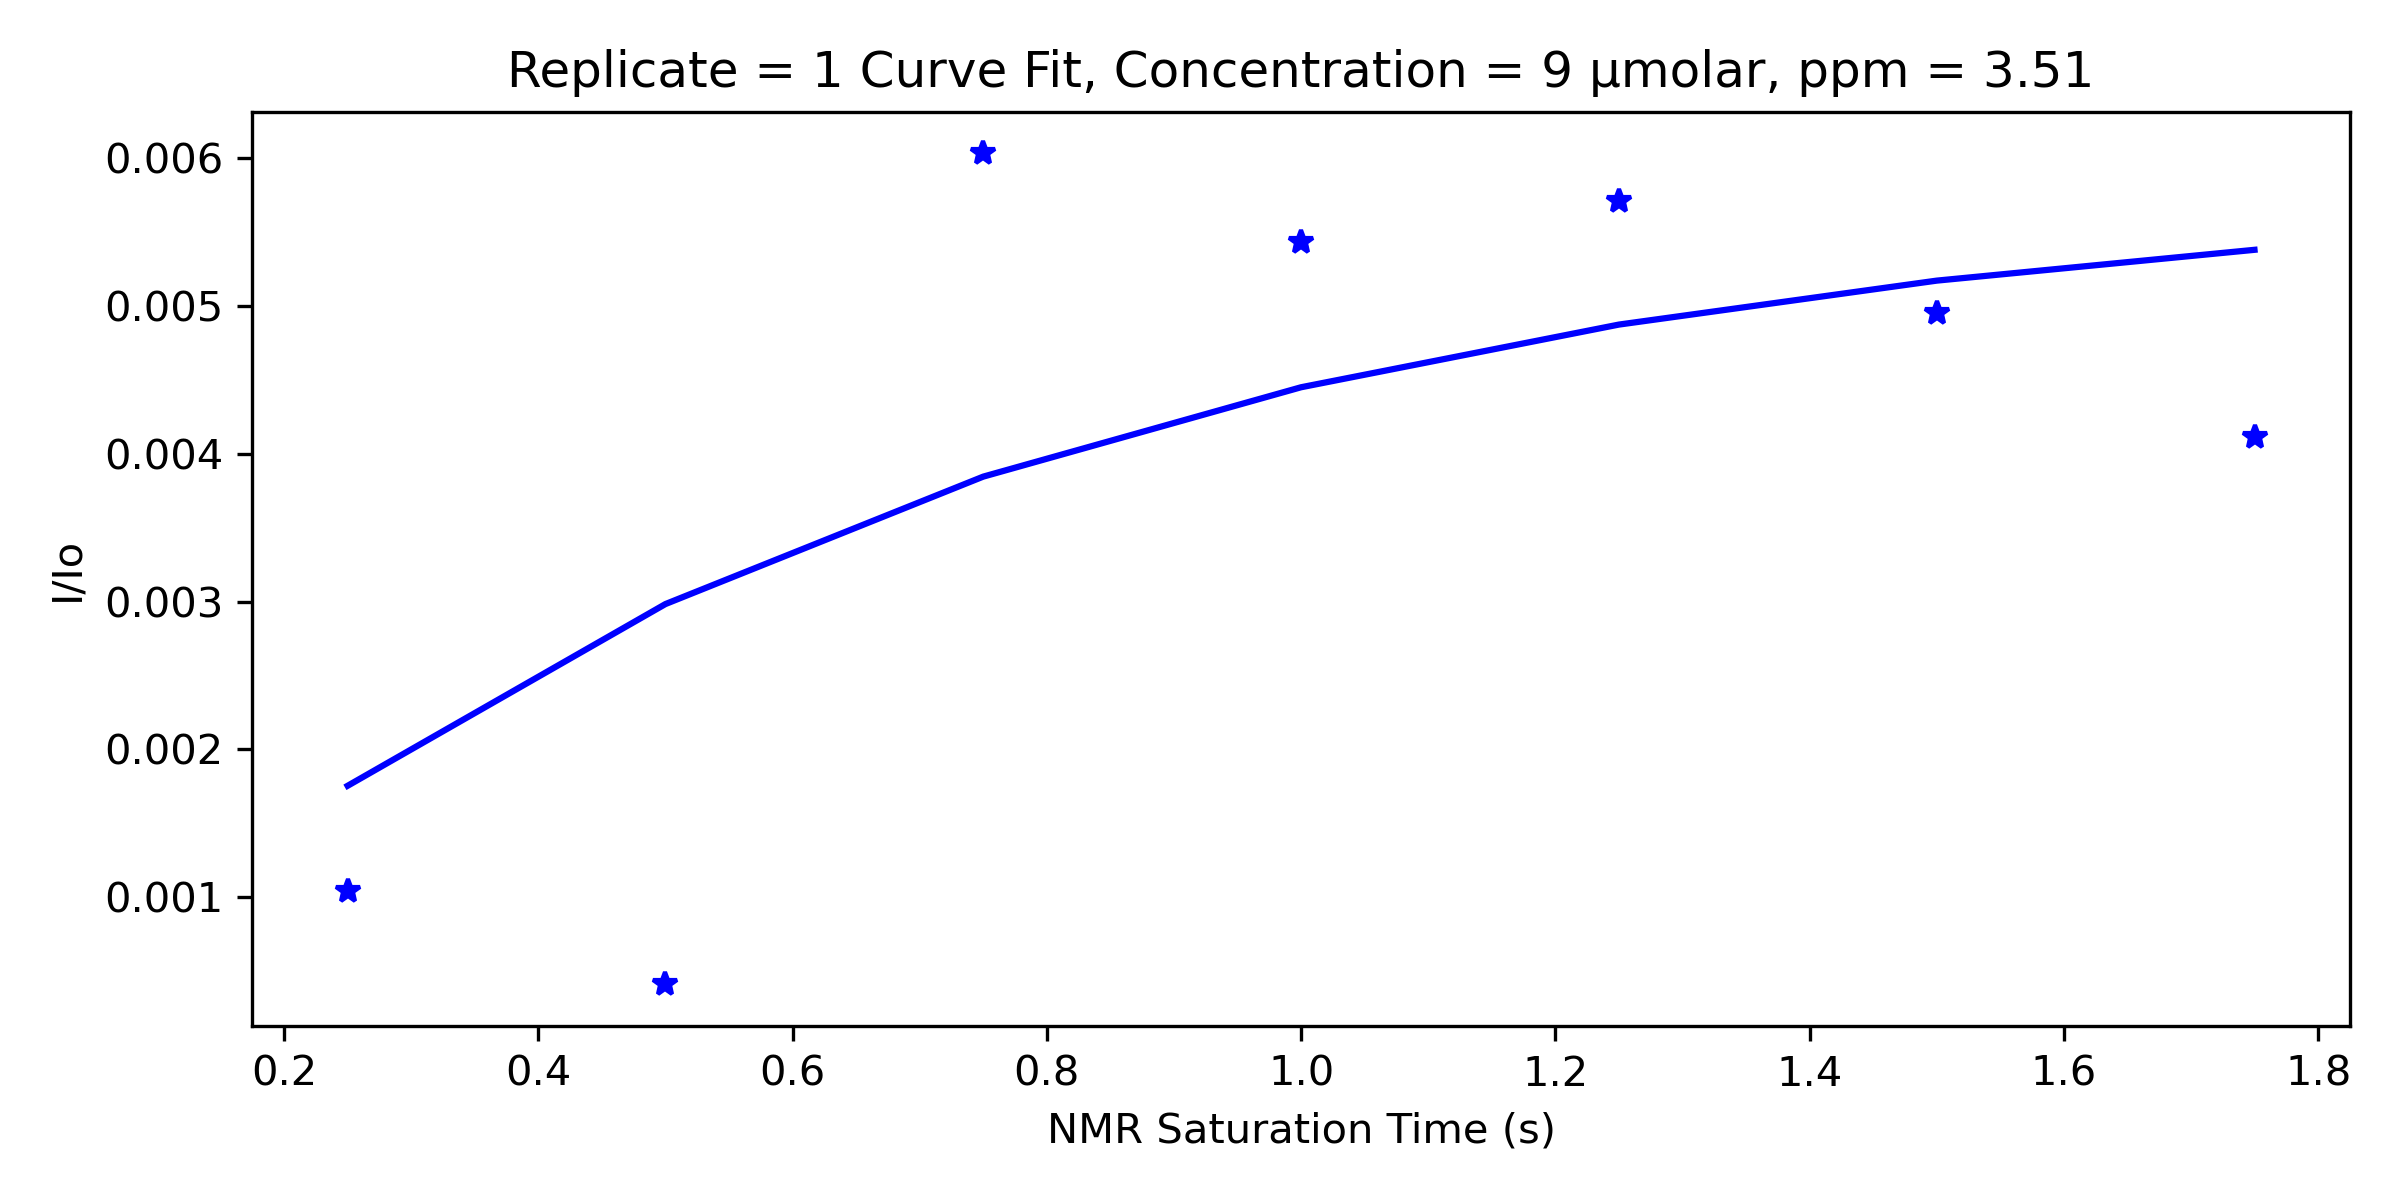 Replicate = 1 Curve Fit, Concentration = 9 μmolar, ppm = 3.51
0.006
0.005
0.004
0.003
0.002
0.001
I/Io
0.2 0.4 0.6 0.8 1.0 1.2 1.4 1.6 1.8
NMR Saturation Time (s)